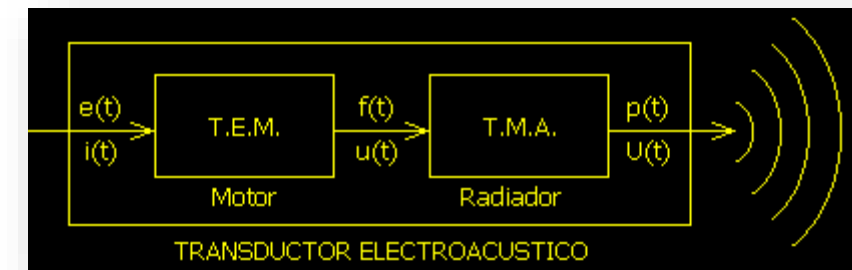 e(t)
i(t)
T.E.M.
Motor
f(t)
u(t)
T.M.A.
Radiador
p(t)
U(t)
TRANSDUCTOR ELECTROACUSTICO